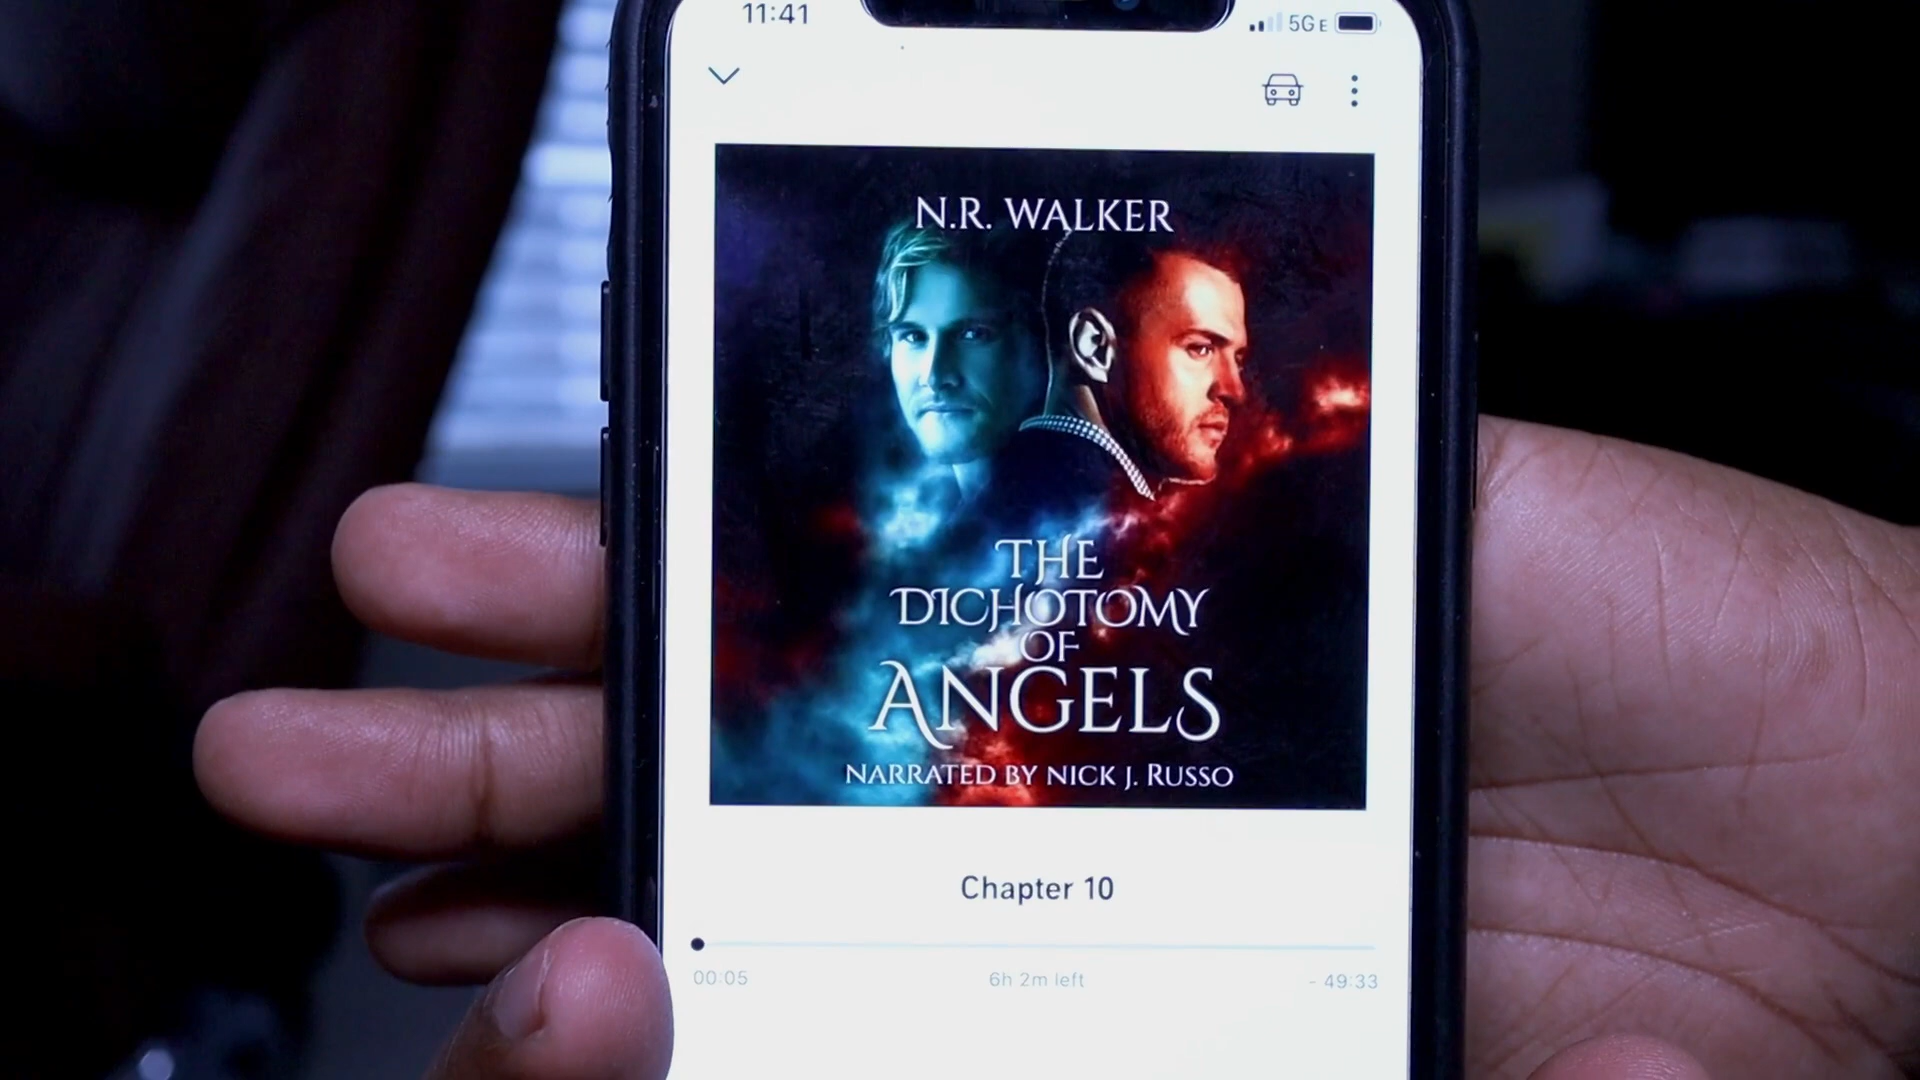 11:41
5G E
N.R. WALKER
THE
DICHOTOMY
OF
ANGELS
NARRATED BY NICK J. RUSSO
Chapter 10
00:05 6h 2m left - 49:33